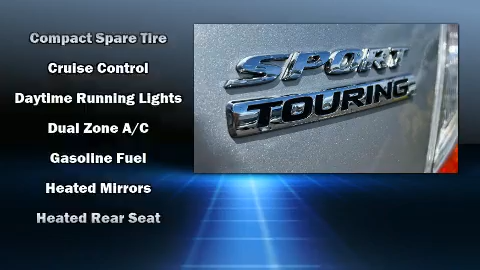 Compact Spare Tire
Cruise Control
Daytime Running Lights
Dual Zone A/C
Gasoline Fuel
Heated Mirrors
Heated Rear Seat
SPORT
TOURING